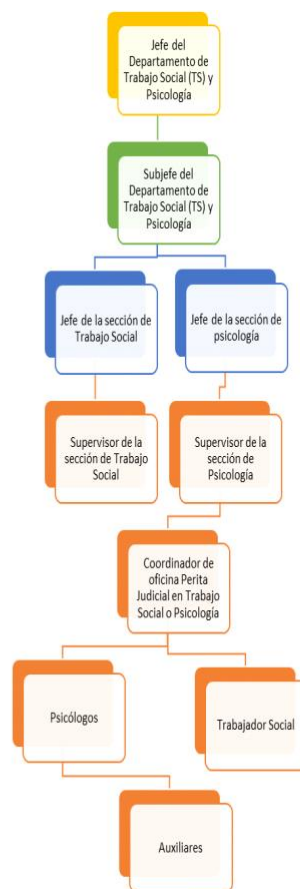 Jefe del
Departamento de
Trabajo Social (TS) y
Psicología
Subjefe del
Departamento de
Trabajo Social (TS) y
Psicología
Jefe de la sección de
Trabajo Social
Jefe de la sección de
psicología
Supervisor de la
sección de Trabajo
Social
Supervisor de la
sección de
Psicología
Coordinador de
oficina Perita
Judicial en Trabajo
Social o Psicología
Psicólogos
Trabajador Social
Auxiliares